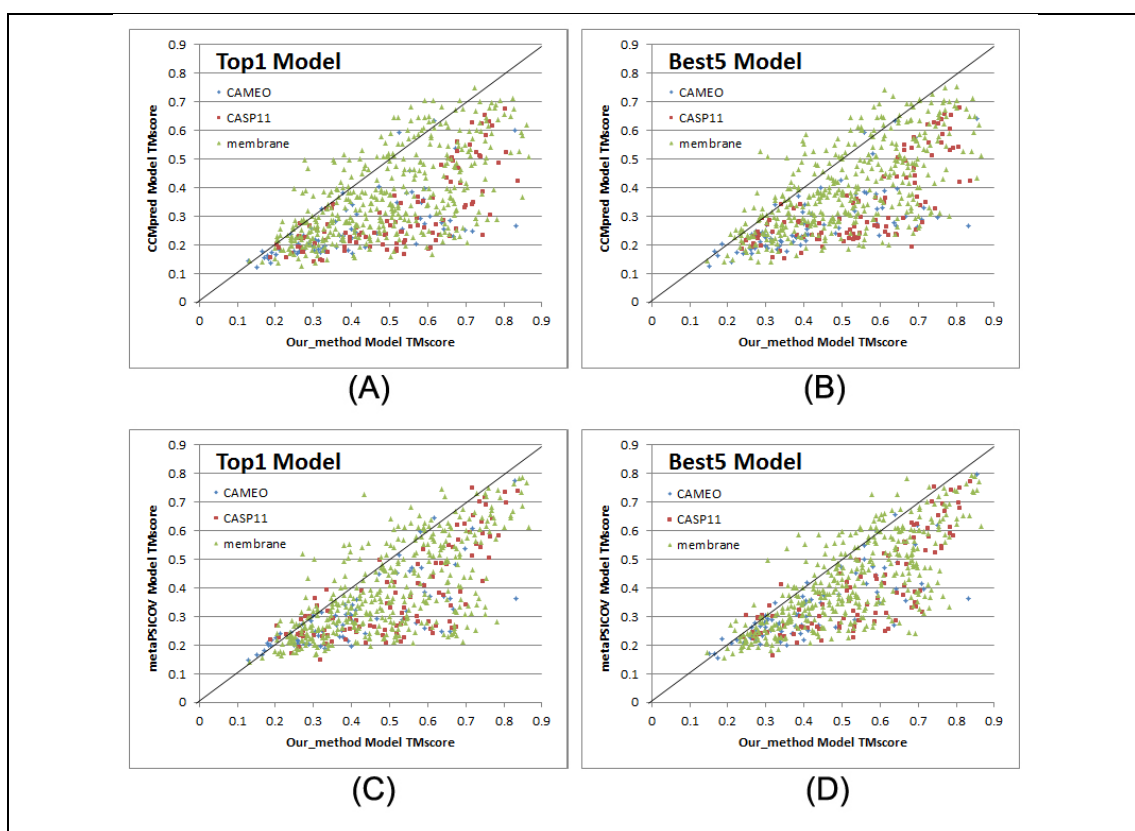 Top1 Model
CCMpred Model TMscore
0.9
0.8
0.7
0.6
0.5
0.4
0.3
0.2
0.1
0
CAMEO
CASP11
membrane
0 0.1 0.2 0.3 0.4 0.5 0.6 0.7 0.8 0.9
Our_method Model TMscore
(A)
Best5 Model
CCMpred Model TMscore
0.9
0.8
0.7
0.6
0.5
0.4
0.3
0.2
0.1
0
CAMEO
CASP11
membrane
0 0.1 0.2 0.3 0.4 0.5 0.6 0.7 0.8 0.9
Our_method Model TMscore
(B)
Top1 Model
metaPSICOV Model TMscore
0.9
0.8
0.7
0.6
0.5
0.4
0.3
0.2
0.1
0
CAMEO
CASP11
membrane
0 0.1 0.2 0.3 0.4 0.5 0.6 0.7 0.8 0.9
Our_method Model TMscore
(C)
Best5 Model
metaPSICOV Model TMscore
0.9
0.8
0.7
0.6
0.5
0.4
0.3
0.2
0.1
0
CAMEO
CASP11
membrane
0 0.1 0.2 0.3 0.4 0.5 0.6 0.7 0.8 0.9
Our_method Model TMscore
(D)